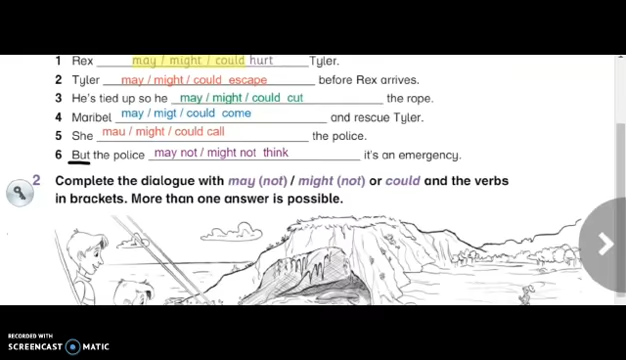 1 Rex may / might / could hurt Tyler.
2 Tyler may / might / could escape before Rex arrives.
3 He's tied up so he may / might / could cut the rope.
4 Maribel may / migt / could come and rescue Tyler.
5 She mau / might / could call the police.
6 But the police may not / might not think it's an emergency.
2 Complete the dialogue with may (not) / might (not) or could and the verbs
in brackets. More than one answer is possible.
RECORDED WITH
SCREENCAST MATIC